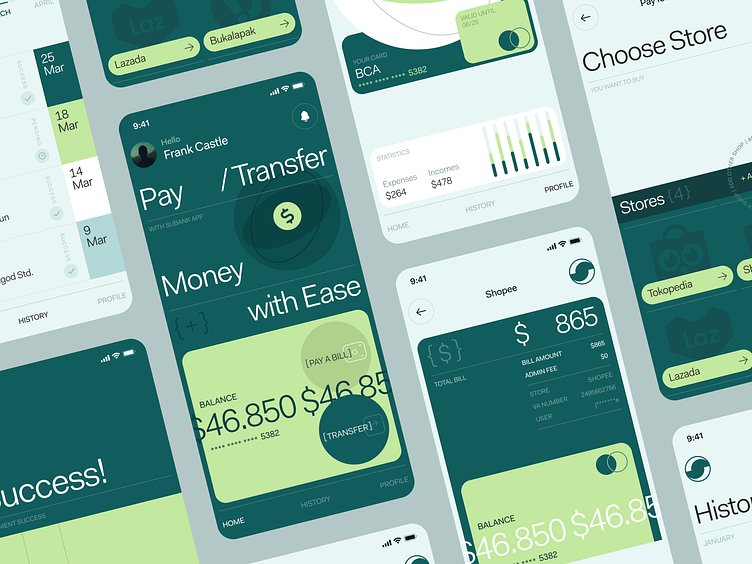 CH
APRIL
SUCCESS
25
Mar
PENDING
18
Mar
SUCCESS
14
Mar
un
SUCCESS
9
Mar
god Std.
HISTORY
PROFILE
Laz
Lazada
Bukalapak
9:41
Hello
Frank Castle
Pay / Transfer
WITH SUBANK APP
Money
with Ease
{+}
[PAY A BILL]
BALANCE
$46.850 $46.85
**** **** **** 5382
[TRANSFER]
HOME
HISTORY
PROFILE
uccess!
MENT SUCCESS
VALID UNTIL
08/25
YOUR CARD
BCA
**** **** **** 5382
STATISTICS
Expenses
$264
Incomes
$478
HOME
HISTORY
PROFILE
9:41
Shopee
{$}
$ 865
TOTAL BILL
BILL AMOUNT $865
ADMIN FEE $0
STORE SHOPEE
VA NUMBER 2496602756
USER
BALANCE
$46.850 $46.85
**** **** **** 5382
Choose Store
YOU WANT TO BUY
Stores {4}
Tokopedia
Sh
Laz
Lazada
9:41
Histor
JANUARY